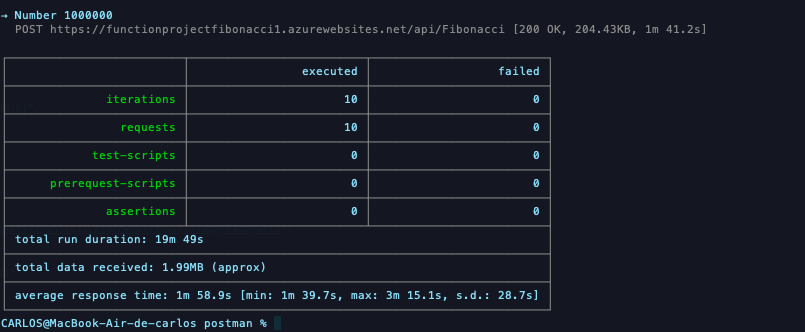 → Number 1000000
POST https://functionprojectfibonacci1.azurewebsites.net/api/Fibonacci [200 OK, 204.43KB, 1m 41.2s]
executed failed
iterations 10 0
requests 10 0
test-scripts 0 0
prerequest-scripts 0 0
assertions 0 0
total run duration: 19m 49s
total data received: 1.99MB (approx)
average response time: 1m 58.9s [min: 1m 39.7s, max: 3m 15.1s, s.d.: 28.7s]
CARLOS@MacBook-Air-de-carlos postman %